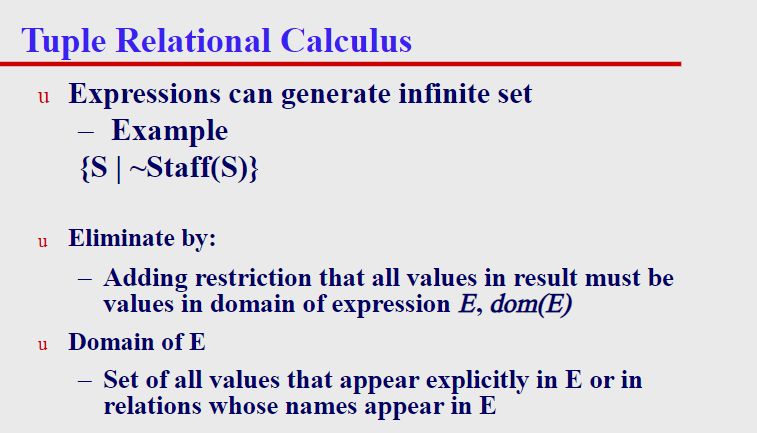 Tuple Relational Calculus
u Expressions can generate infinite set
– Example
{S | ~Staff(S)}
u Eliminate by:
– Adding restriction that all values in result must be
values in domain of expression E, dom(E)
u Domain of E
– Set of all values that appear explicitly in E or in
relations whose names appear in E